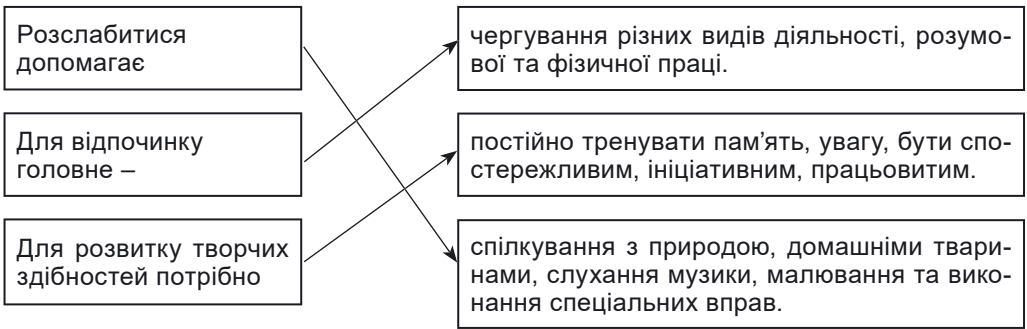 Розслабитися
допомагає
Для відпочинку
головне –
Для розвитку творчих
здібностей потрібно
чергування різних видів діяльності, розумо-
вої та фізичної праці.
постійно тренувати пам’ять, увагу, бути спо-
стережливим, ініціативним, працьовитим.
спілкування з природою, домашніми твари-
нами, слухання музики, малювання та вико-
нання спеціальних вправ.